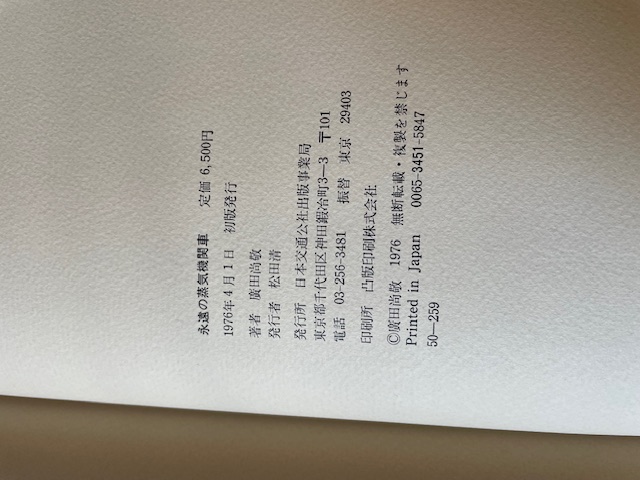 永遠の蒸気機関車 定価 6,500円
1976年4月1日 初版発行
著者 廣田尚敬
発行者 松田清
発行所 日本交通公社出版事業局
東京都千代田区神田鍛冶町3―3 〒101
電話 03-256-3481 振替 東京 29403
印刷所 凸版印刷株式会社
©廣田尚敬 1976 無断転載・複製を禁じます
Printed in Japan 0065-3451-5847
50―259